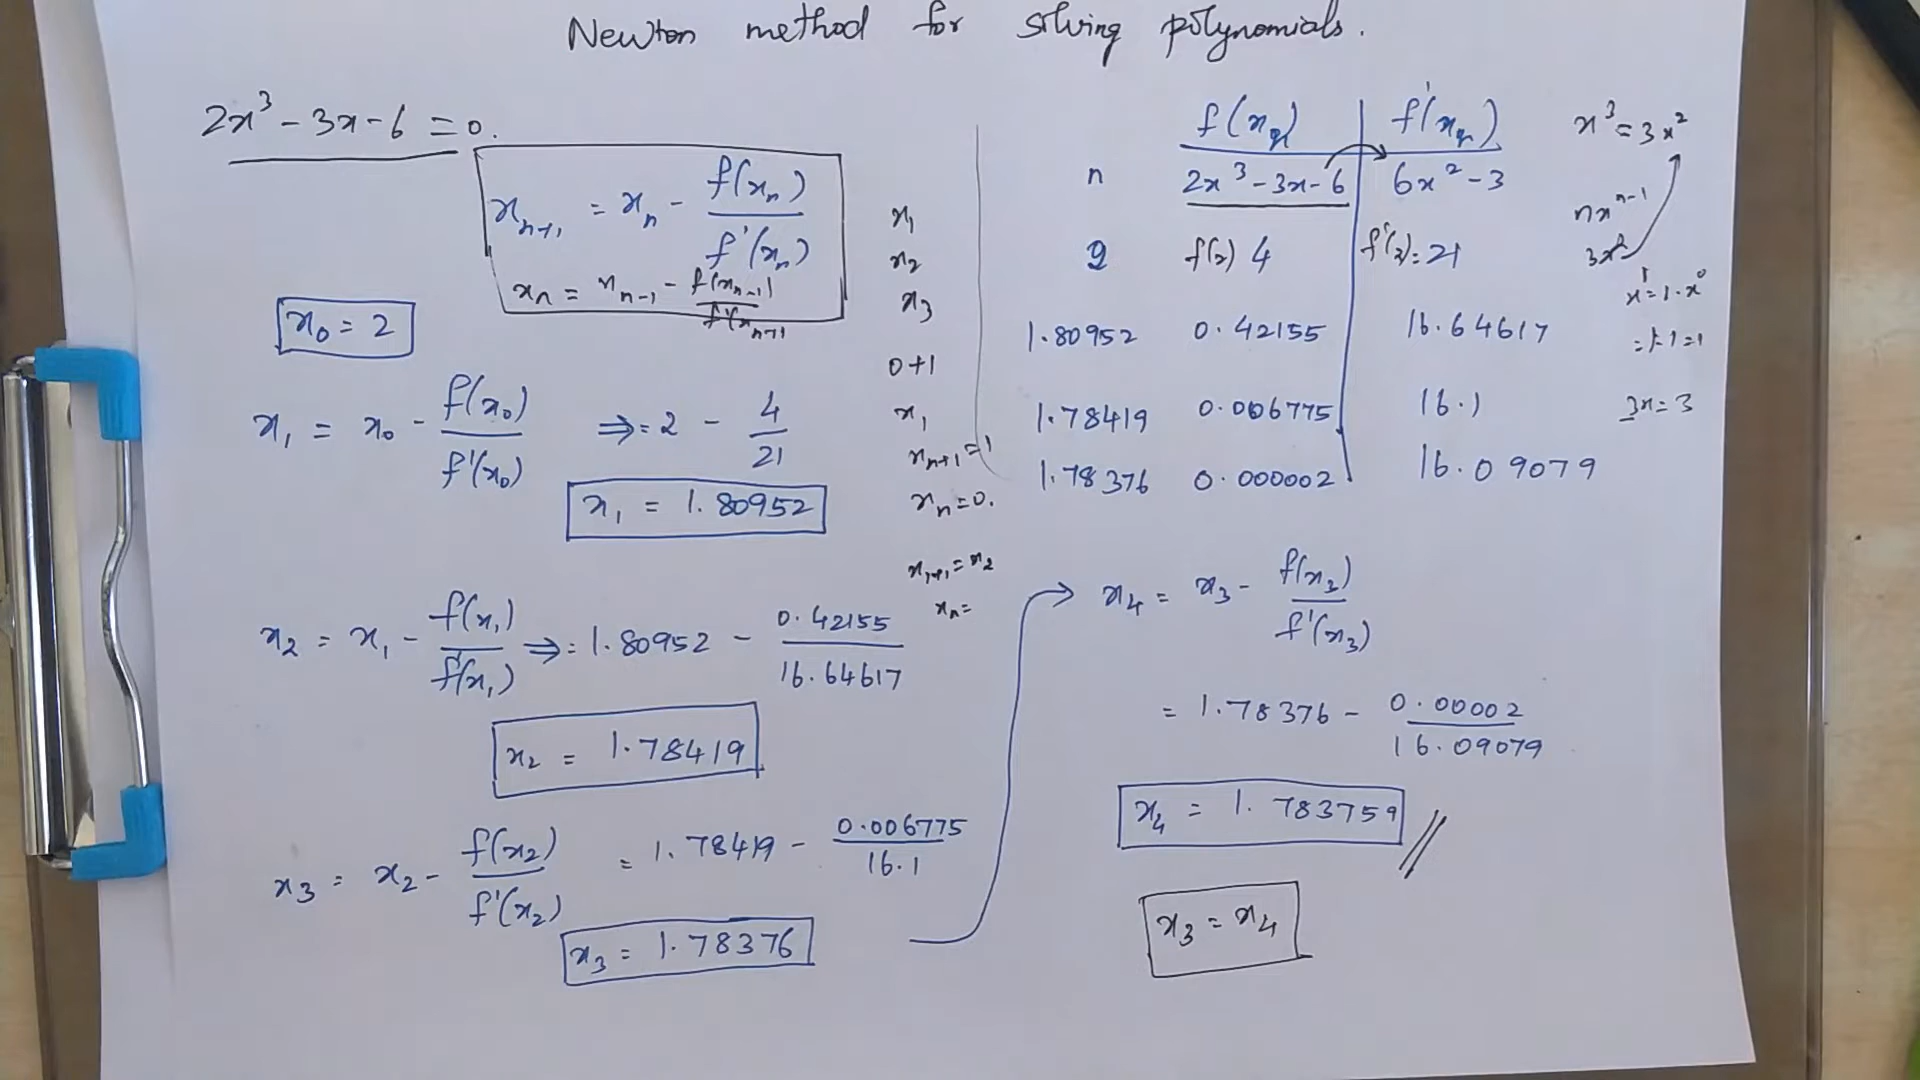 Newton method for solving polynomials.
2x³ - 3x - 6 = 0.
xₙ₊₁ = xₙ - f(xₙ) / f'(xₙ)
xₙ = xₙ₋₁ - f(xₙ₋₁) / f'(xₙ₋₁
x₀ = 2
x₁ = x₀ - f(x₀) / f'(x₀) ⇒ = 2 - 4 / 21
x₁ = 1.80952
x₂ = x₁ - f(x₁) / f'(x₁) ⇒ = 1.80952 - 0.42155 / 16.64617
x₂ = 1.78419
x₃ = x₂ - f(x₂) / f'(x₂) = 1.78419 - 0.006775 / 16.1
x₃ = 1.78376
x₁
x₂
x₃
0+1
x₁
xₙ₊₁ = 1
xₙ = 0.
x₁₊₁ = x₂
xₙ =
f(xₙ) f'(xₙ)
n 2x³ - 3x - 6 6x² - 3
2 f(2) 4 f'(2) = 21
1.80952 0.42155 16.64617
1.78419 0.006775 16.1
1.78376 0.000002 16.09079
x³ = 3x²
nxⁿ⁻¹
3x²
x¹ = 1·x⁰
= 1·1 = 1
3x = 3
x₄ = x₃ - f(x₃) / f'(x₃)
= 1.78376 - 0.00002 / 16.09079
x₄ = 1.783759
x₃ = x₄